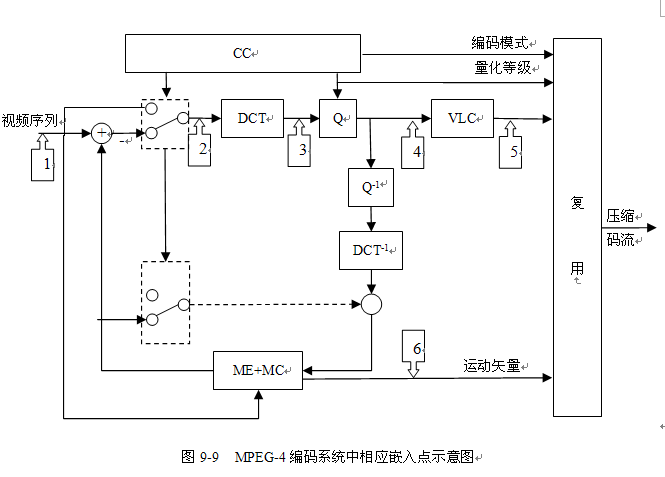 CC
编码模式
量化等级
视频序列
+
-
DCT
Q
VLC
1
2
3
4
5
Q-1
DCT-1
复
用
压缩
码流
6
ME+MC
运动矢量
图 9-9 MPEG-4 编码系统中相应嵌入点示意图